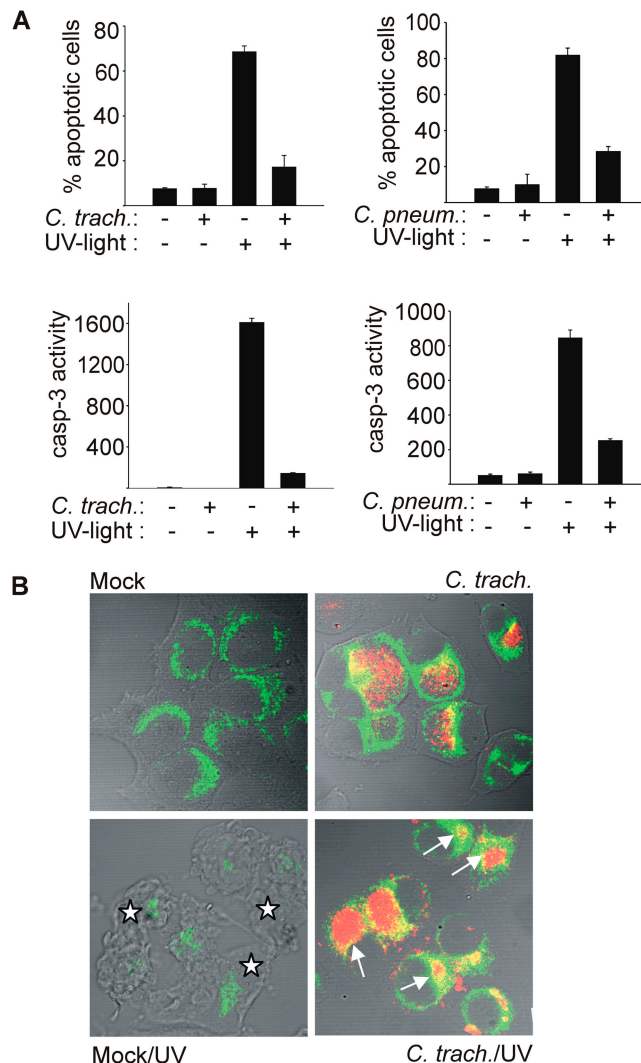 A
% apoptotic cells
80
60
40
20
C. trach.: - + - +
UV-light : - - + +
% apoptotic cells
100
80
60
40
20
C. pneum.: - + - +
UV-light : - - + +
casp-3 activity
1600
1200
800
400
C. trach.: - + - +
UV-light : - - + +
casp-3 activity
1000
800
600
400
200
C. pneum.: - + - +
UV-light : - - + +
B
Mock
C. trach.
Mock/UV
C. trach./UV